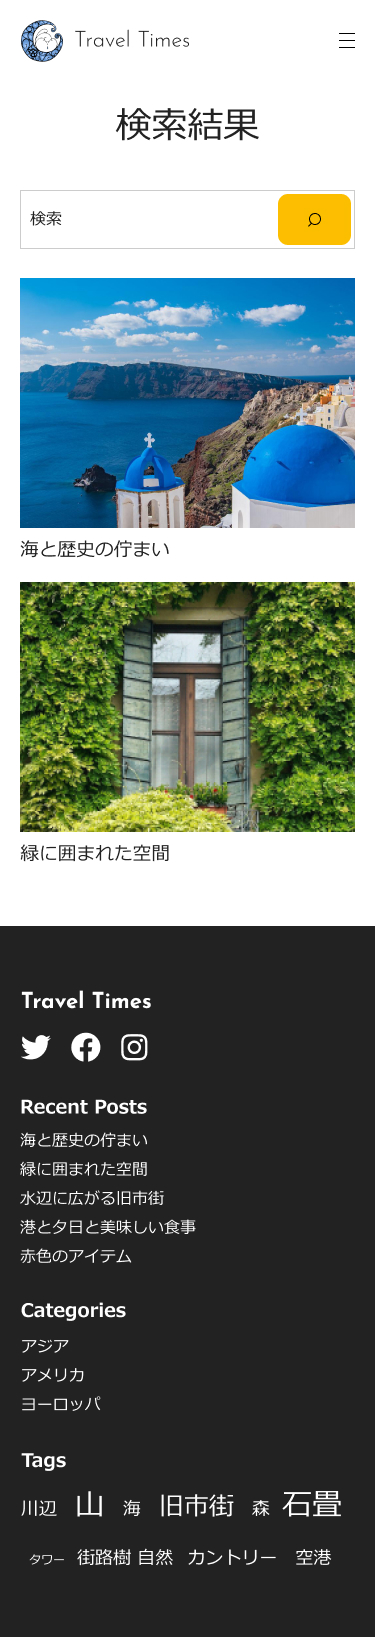 Travel Times
検索結果
検索
海と歴史の佇まい
緑に囲まれた空間
Travel Times
Recent Posts
海と歴史の佇まい
緑に囲まれた空間
水辺に広がる旧市街
港と夕日と美味しい食事
赤色のアイテム
Categories
アジア
アメリカ
ヨーロッパ
Tags
川辺 山 海 旧市街 森 石畳
タワー 街路樹 自然 カントリー 空港